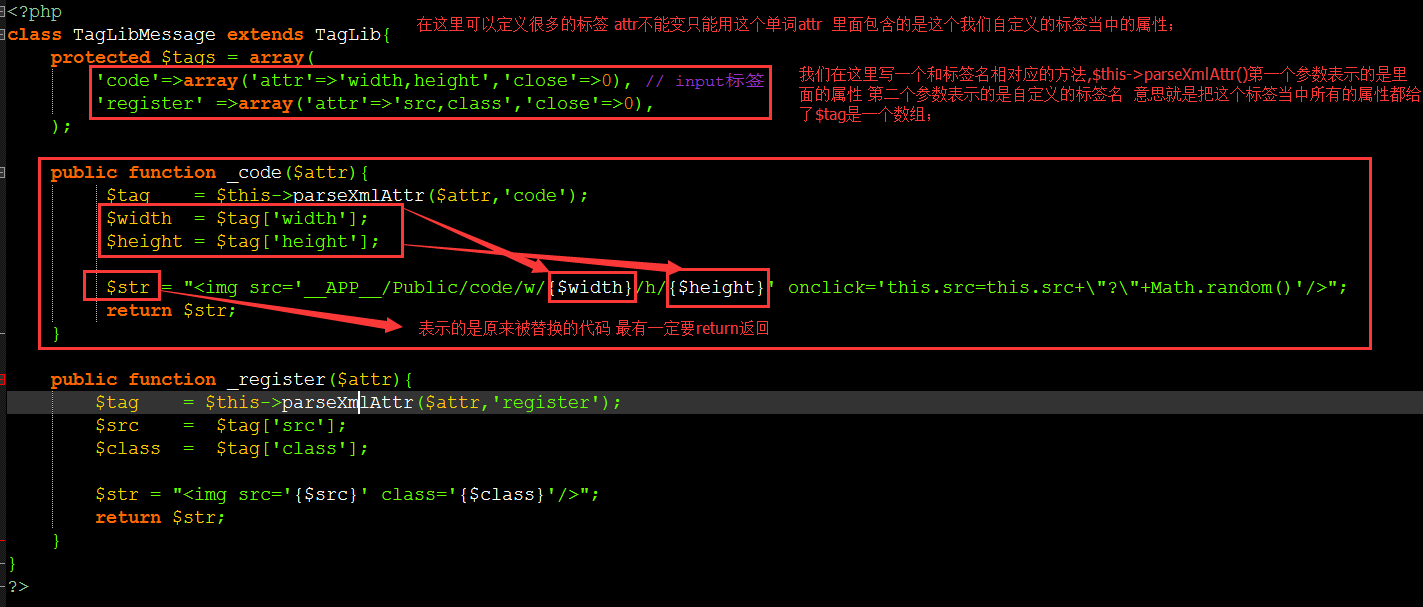 <?php
在这里可以定义很多的标签 attr不能变只能用这个单词attr 里面包含的是这个我们自定义的标签当中的属性;
class TagLibMessage extends TagLib{
protected $tags = array(
'code'=>array('attr'=>'width,height','close'=>0), // input标签
'register' =>array('attr'=>'src,class','close'=>0),
);
我们在这里写一个和标签名相对应的方法,$this->parseXmlAttr()第一个参数表示的是里
面的属性 第二个参数表示的是自定义的标签名 意思就是把这个标签当中所有的属性都给
了$tag是一个数组;
public function _code($attr){
$tag = $this->parseXmlAttr($attr,'code');
$width = $tag['width'];
$height = $tag['height'];
$str = "<img src='__APP__/Public/code/w/{$width}/h/{$height}' onclick='this.src=this.src+\"?\"+Math.random()'/>";
return $str;
表示的是原来被替换的代码 最有一定要return返回
}
public function _register($attr){
$tag = $this->parseXmlAttr($attr,'register');
$src = $tag['src'];
$class = $tag['class'];
$str = "<img src='{$src}' class='{$class}'/>";
return $str;
}
}
?>